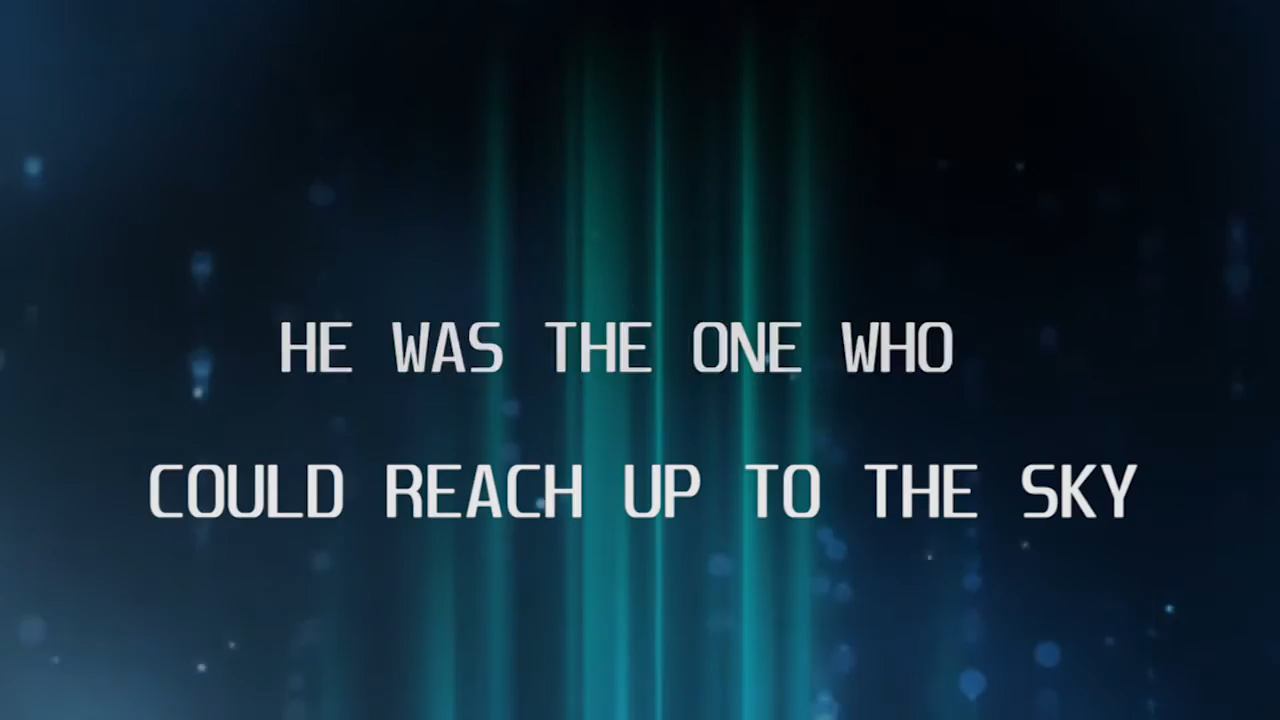 HE WAS THE ONE WHO
COULD REACH UP TO THE SKY